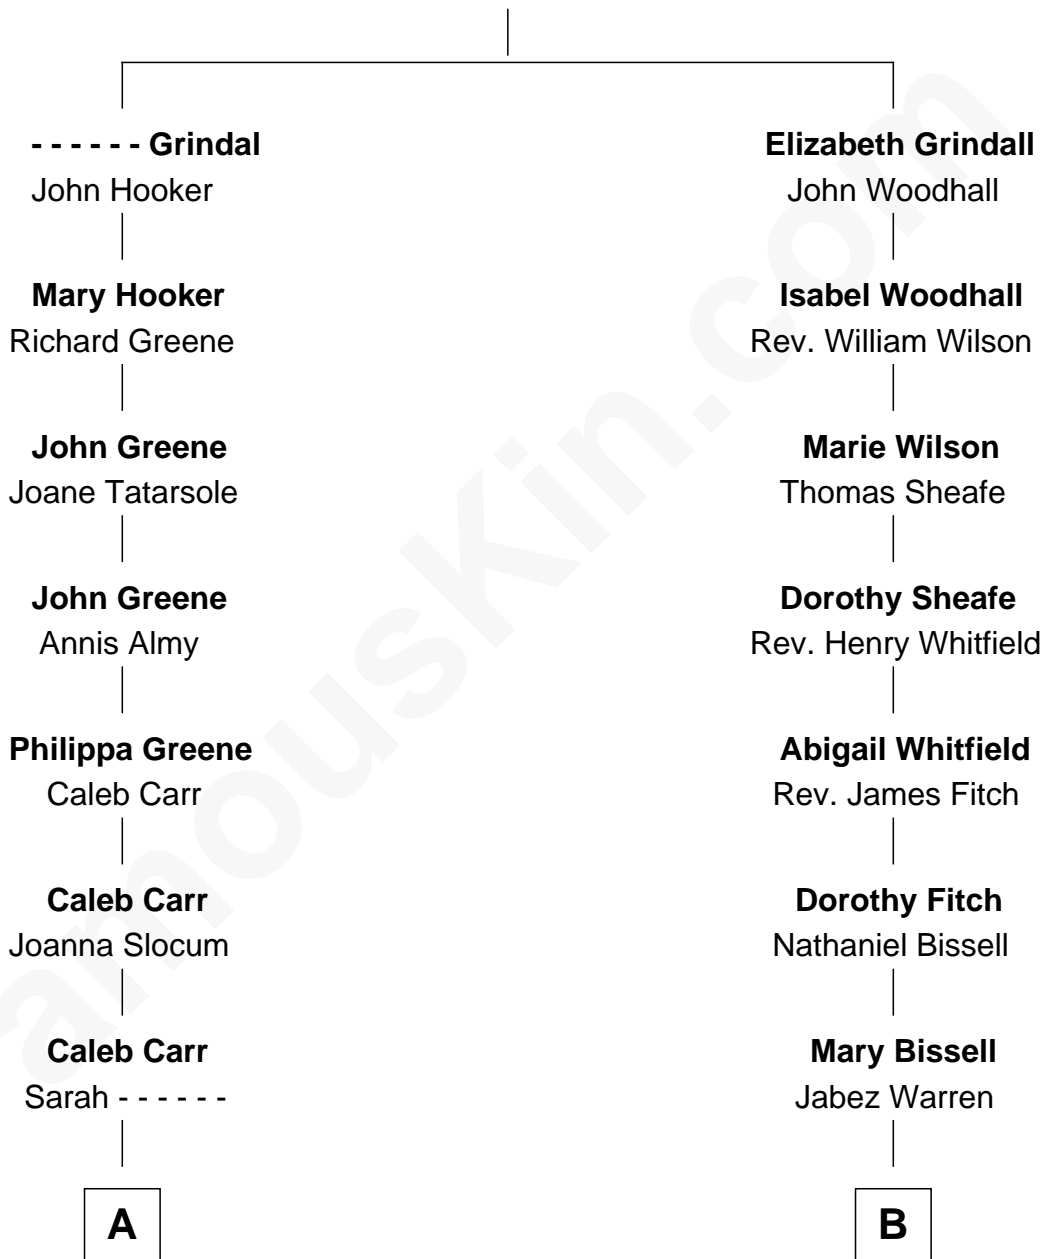 - - - - - - Grindal
John Hooker
Mary Hooker
Richard Greene
John Greene
Joane Tatarsole
John Greene
Annis Almy
Philippa Greene
Caleb Carr
Caleb Carr
Joanna Slocum
Caleb Carr
Sarah - - - - - -
A
Elizabeth Grindall
John Woodhall
Isabel Woodhall
Rev. William Wilson
Marie Wilson
Thomas Sheafe
Dorothy Sheafe
Rev. Henry Whitfield
Abigail Whitfield
Rev. James Fitch
Dorothy Fitch
Nathaniel Bissell
Mary Bissell
Jabez Warren
B
amousKin.com